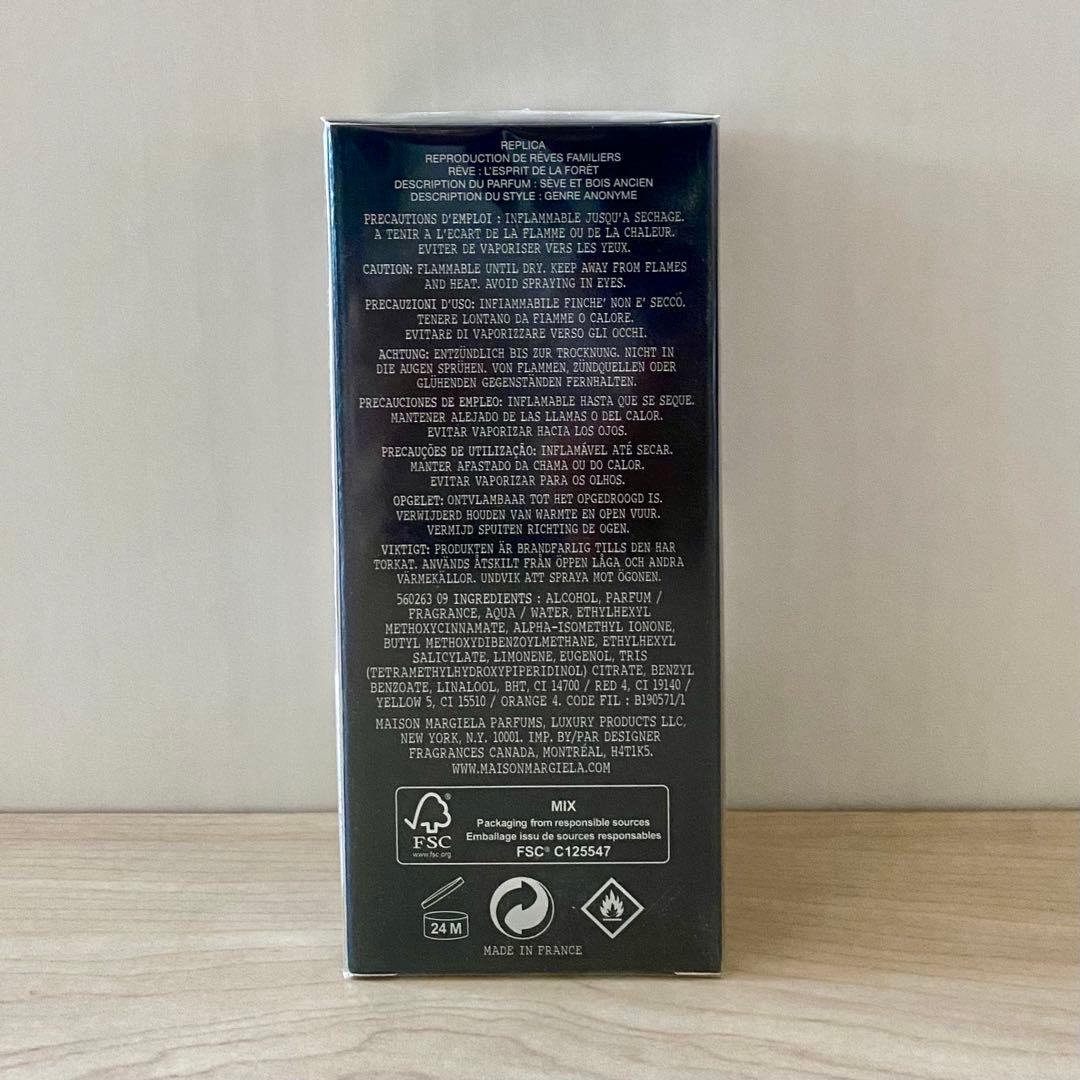 REPLICA
REPRODUCTION DE RÊVES FAMILIERS
RÊVE : L'ESPRIT DE LA FORÊT
DESCRIPTION DU PARFUM : SÈVE ET BOIS ANCIEN
DESCRIPTION DU STYLE : GENRE ANONYME
PRECAUTIONS D'EMPLOI : INFLAMMABLE JUSQU'A SECHAGE.
A TENIR A L'ECART DE LA FLAMME OU DE LA CHALEUR.
EVITER DE VAPORISER VERS LES YEUX.
CAUTION: FLAMMABLE UNTIL DRY. KEEP AWAY FROM FLAMES
AND HEAT. AVOID SPRAYING IN EYES.
PRECAUZIONI D'USO: INFIAMMABILE FINCHE' NON E' SECCO.
TENERE LONTANO DA FIAMME O CALORE.
EVITARE DI VAPORIZZARE VERSO GLI OCCHI.
ACHTUNG: ENTZÜNDLICH BIS ZUR TROCKNUNG. NICHT IN
DIE AUGEN SPRÜHEN. VON FLAMMEN, ZÜNDQUELLEN ODER
GLÜHENDEN GEGENSTÄNDEN FERNHALTEN.
PRECAUCIONES DE EMPLEO: INFLAMABLE HASTA QUE SE SEQUE.
MANTENER ALEJADO DE LAS LLAMAS O DEL CALOR.
EVITAR VAPORIZAR HACIA LOS OJOS.
PRECAUÇÕES DE UTILIZAÇÃO: INFLAMÁVEL ATÉ SECAR.
MANTER AFASTADO DA CHAMA OU DO CALOR.
EVITAR VAPORIZAR PARA OS OLHOS.
OPGELET: ONTVLAMBAAR TOT HET OPGEDROOGD IS.
VERWIJDERD HOUDEN VAN WARMTE EN OPEN VUUR.
VERMIJD SPUITEN RICHTING DE OGEN.
VIKTIGT: PRODUKTEN ÄR BRANDFARLIG TILLS DEN HAR
TORKAT. ANVÄNDS ÅTSKILT FRÅN ÖPPEN LÅGA OCH ANDRA
VÄRMEKÄLLOR. UNDVIK ATT SPRAYA MOT ÖGONEN.
560263 09 INGREDIENTS : ALCOHOL, PARFUM /
FRAGRANCE, AQUA / WATER, ETHYLHEXYL
METHOXYCINNAMATE, ALPHA-ISOMETHYL IONONE,
BUTYL METHOXYDIBENZOYLMETHANE, ETHYLHEXYL
SALICYLATE, LIMONENE, EUGENOL, TRIS
(TETRAMETHYLHYDROXYPIPERIDINOL) CITRATE, BENZYL
BENZOATE, LINALOOL, BHT, CI 14700 / RED 4, CI 19140 /
YELLOW 5, CI 15510 / ORANGE 4. CODE FIL : B190571/1
MAISON MARGIELA PARFUMS, LUXURY PRODUCTS LLC,
NEW YORK, N.Y. 10001. IMP. BY/PAR DESIGNER
FRAGRANCES CANADA, MONTRÉAL, H4T1K5.
WWW.MAISONMARGIELA.COM
FSC®
www.fsc.org
MIX
Packaging from responsible sources
Emballage issu de sources responsables
FSC® C125547
24 M
MADE IN FRANCE